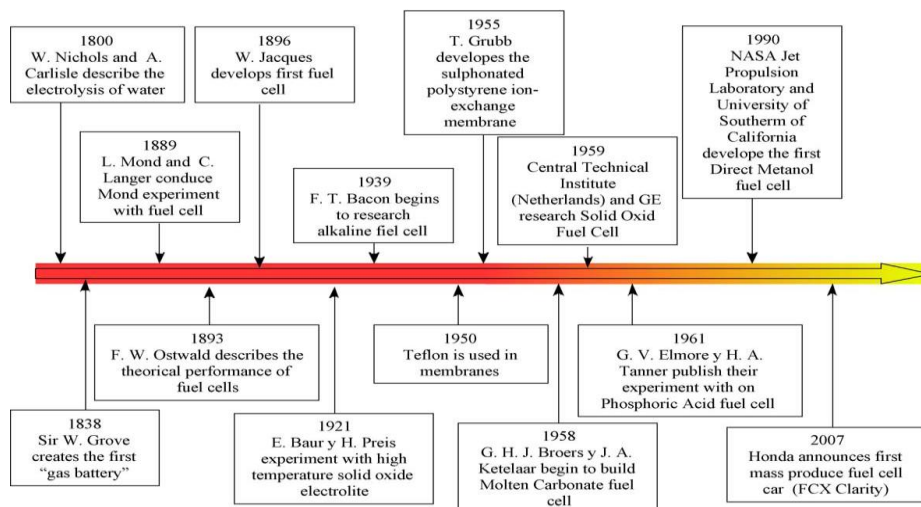 1800
W. Nichols and A.
Carlisle describe the
electrolysis of water
1896
W. Jacques
develops first fuel
cell
1955
T. Grubb
developes the
sulphonated
polystyrene ion-
exchange
membrane
1990
NASA Jet
Propulsion
Laboratory and
University of
Southerm of
California
develope the first
Direct Metanol
fuel cell
1889
L. Mond and C.
Langer conduce
Mond experiment
with fuel cell
1939
F. T. Bacon begins
to research
alkaline fiel cell
1959
Central Technical
Institute
(Netherlands) and GE
research Solid Oxid
Fuel Cell
1893
F. W. Ostwald describes the
theorical performance of
fuel cells
1950
Teflon is used in
membranes
1961
G. V. Elmore y H. A.
Tanner publish their
experiment with on
Phosphoric Acid fuel cell
1838
Sir W. Grove
creates the first
“gas battery”
1921
E. Baur y H. Preis
experiment with high
temperature solid oxide
electrolite
1958
G. H. J. Broers y J. A.
Ketelaar begin to build
Molten Carbonate fuel
cell
2007
Honda announces first
mass produce fuel cell
car (FCX Clarity)